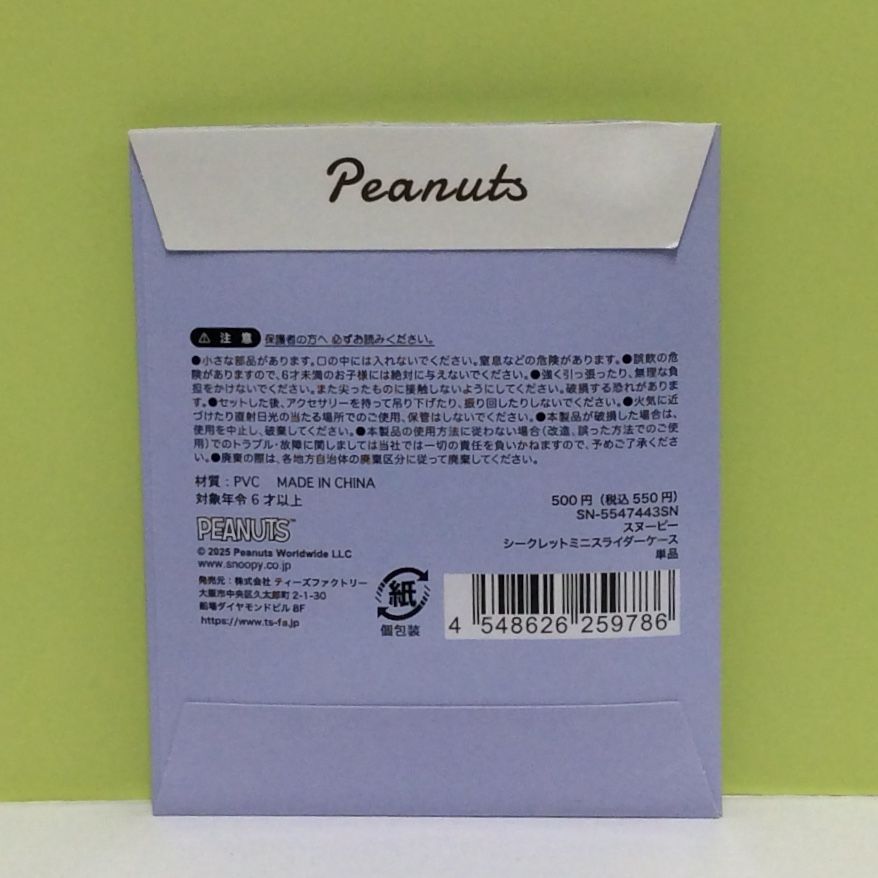 Peanuts
⚠ 注意 保護者の方へ 必ずお読みください。
●小さな部品があります。口の中には入れないでください。窒息などの危険があります。●誤飲の危
険がありますので、6才未満のお子様には絶対に与えないでください。●強く引っ張ったり、無理な負
担をかけないでください。また尖ったものに接触しないようにしてください。破損する恐れがありま
す。●セットした後、アクセサリーを持って吊り下げたり、振り回したりしないでください。●火気に近
づけたり直射日光の当たる場所でのご使用、保管はしないでください。●本製品が破損した場合は、
使用を中止し、破棄してください。●本製品の使用方法に従わない場合(改造、誤った方法でのご使
用)でのトラブル・故障に関しましては当社では一切の責任を負いかねますので、予めご了承くださ
い。●廃棄の際は、各地方自治体の廃棄区分に従って廃棄してください。
材質:PVC MADE IN CHINA
対象年令6才以上
500円(税込550円)
SN-5547443SN
スヌーピー
シークレットミニスライダーケース
単品
PEANUTS™
© 2025 Peanuts Worldwide LLC
www.snoopy.co.jp
発売元:株式会社 ティーズファクトリー
大阪市中央区久太郎町2-1-30
船場ダイヤモンドビル8F
https://www.ts-fa.jp
紙
個包装
4 548626 259786